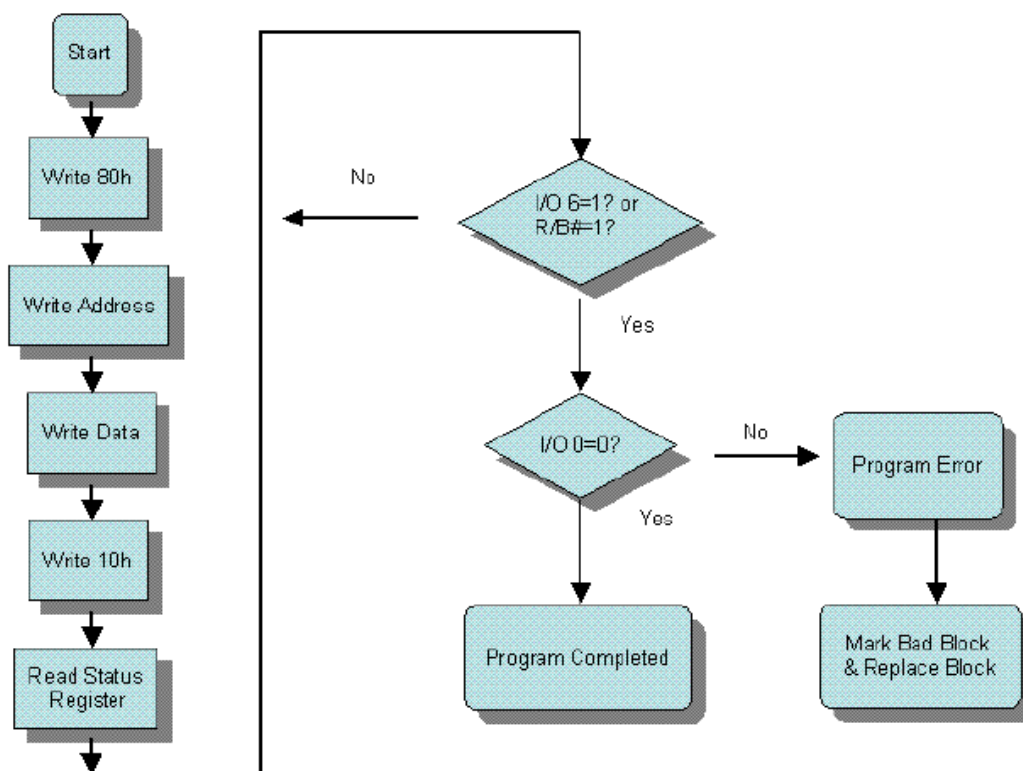 Start
Write 80h
Write Address
Write Data
Write 10h
Read Status
Register
No
I/O 6=1? or
R/B#=1?
Yes
I/O 0=0?
No
Program Error
Yes
Program Completed
Mark Bad Block
& Replace Block